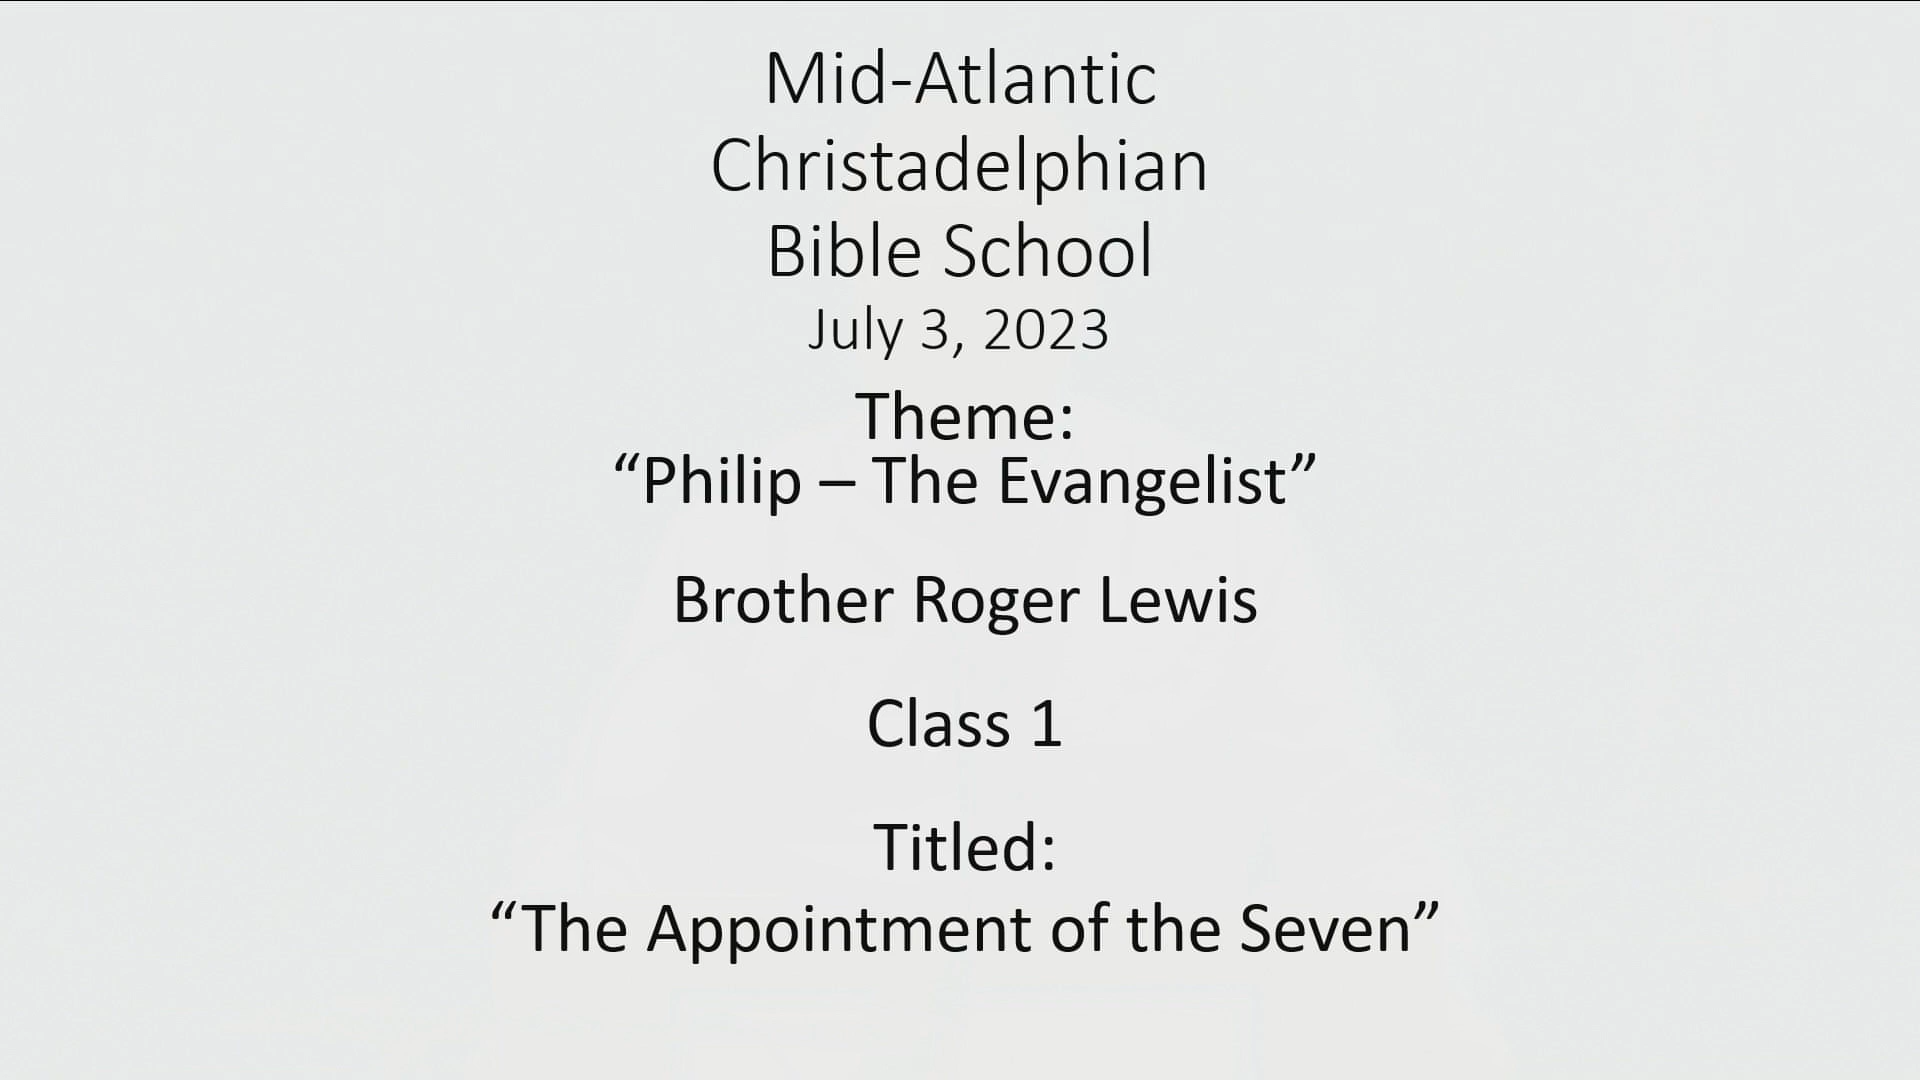 Mid-Atlantic
Christadelphian
Bible School
July 3, 2023
Theme:
“Philip – The Evangelist”
Brother Roger Lewis
Class 1
Titled:
“The Appointment of the Seven”